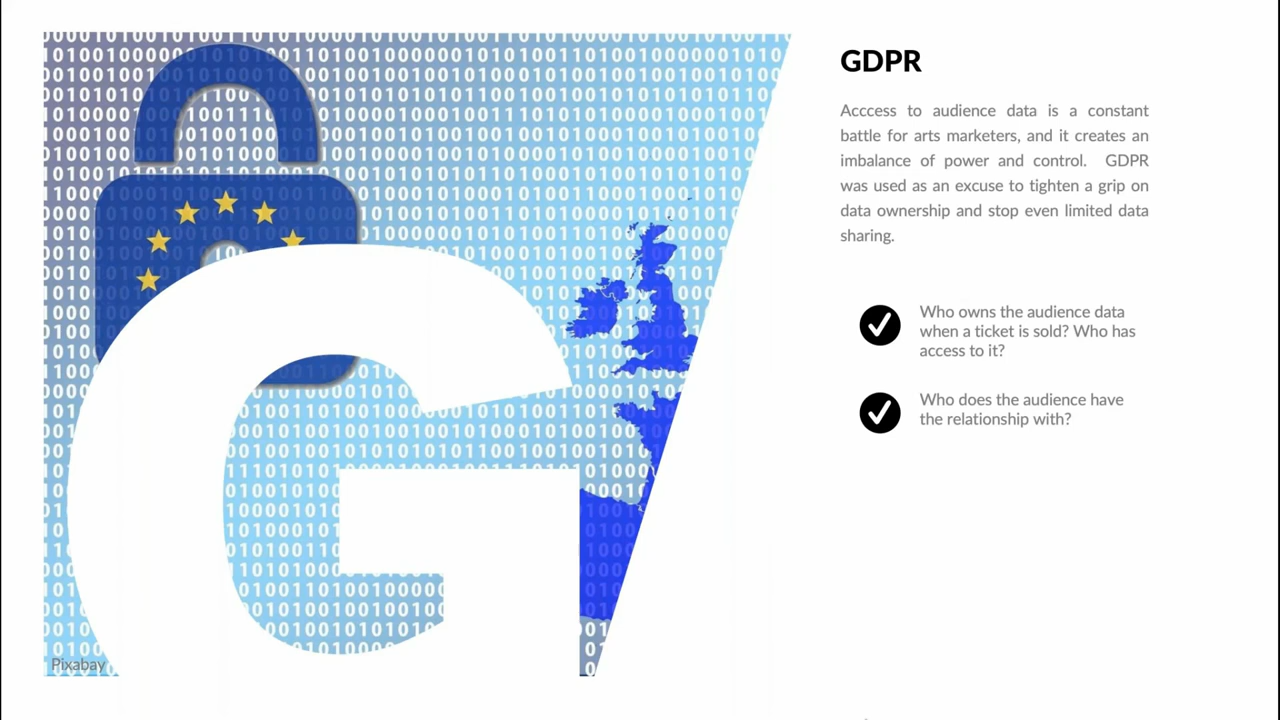 GDPR
Acccess to audience data is a constant
battle for arts marketers, and it creates an
imbalance of power and control. GDPR
was used as an excuse to tighten a grip on
data ownership and stop even limited data
sharing.
Who owns the audience data
when a ticket is sold? Who has
access to it?
Who does the audience have
the relationship with?
G
Pixabay